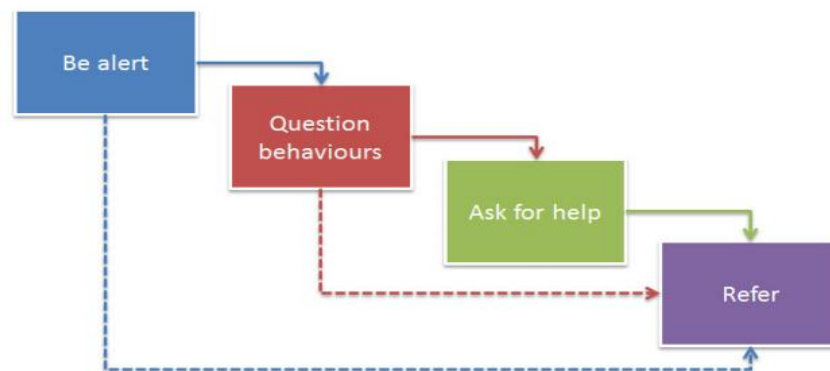 Be alert
Question
behaviours
Ask for help
Refer